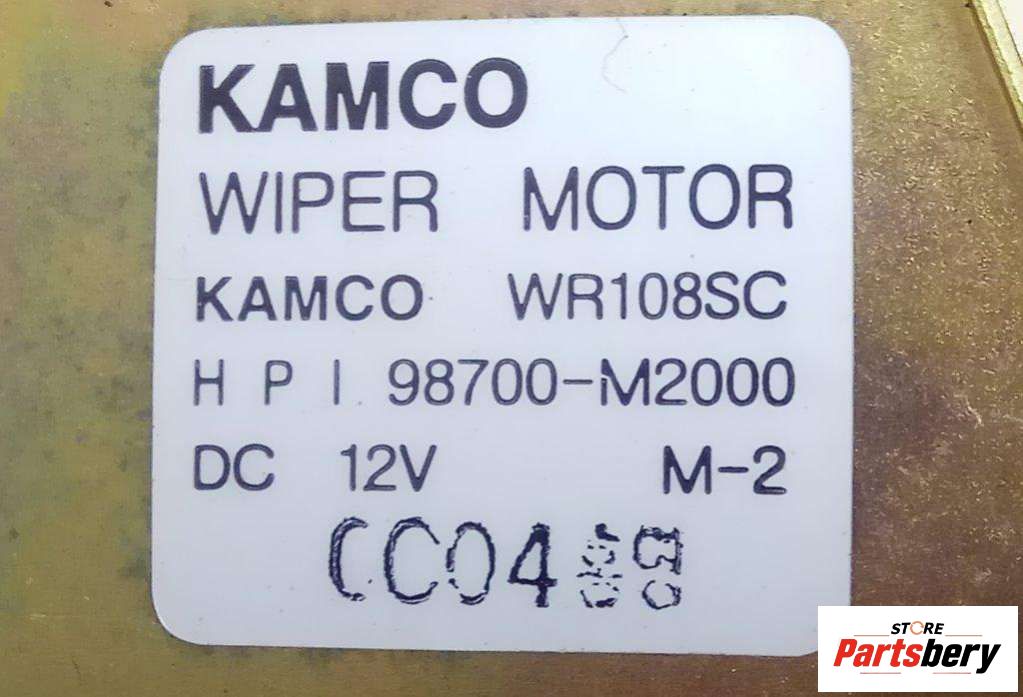 KAMCO
WIPER MOTOR
KAMCO WR108SC
H P I 98700-M2000
DC 12V M-2
STORE
Partsbery